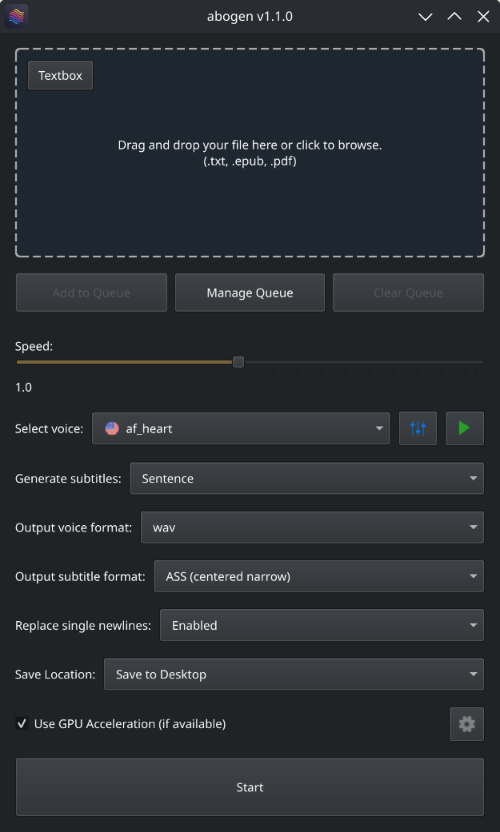 abogen v1.1.0
Textbox
Drag and drop your file here or click to browse.
(.txt, .epub, .pdf)
Add to Queue
Manage Queue
Clear Queue
Speed:
1.0
Select voice:
af_heart
Generate subtitles:
Sentence
Output voice format:
wav
Output subtitle format:
ASS (centered narrow)
Replace single newlines:
Enabled
Save Location:
Save to Desktop
Use GPU Acceleration (if available)
Start